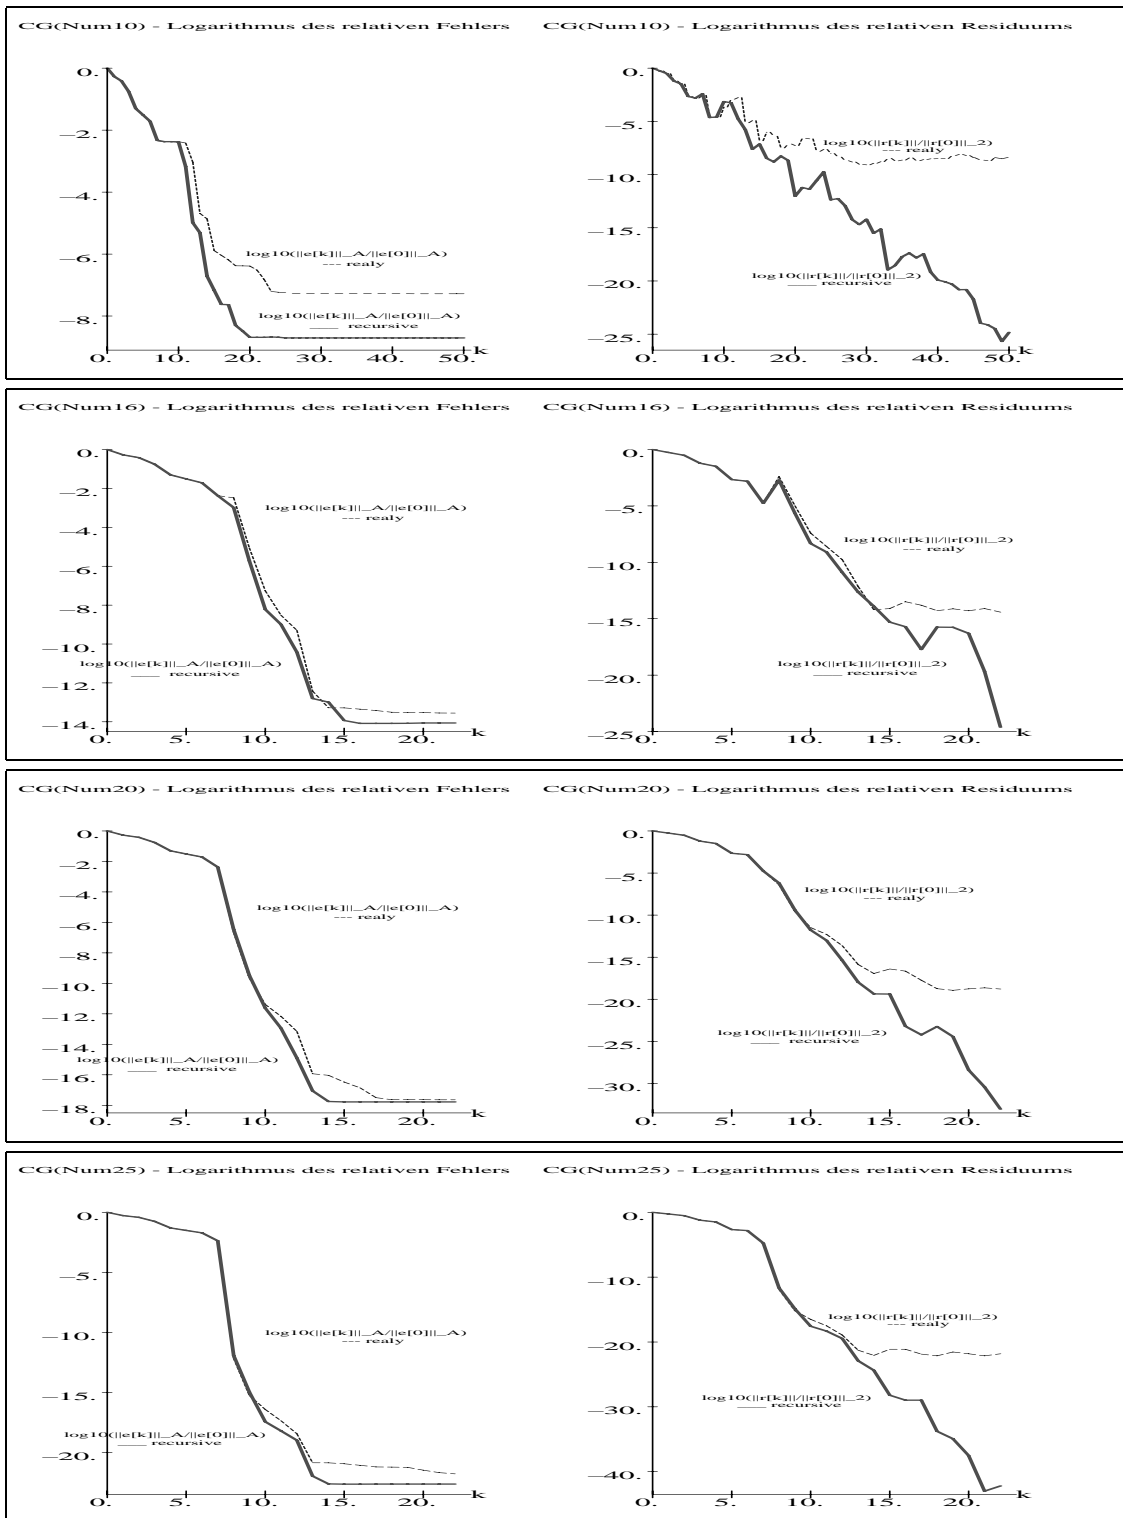 CG(Num10) - Logarithmus des relativen Fehlers
0.
−2.
−4.
−6.
−8.
log10(||e[k]||_A/||e[0]||_A)
--- realy
log10(||e[k]||_A/||e[0]||_A)
___ recursive
0. 10. 20. 30. 40. 50. k
CG(Num10) - Logarithmus des relativen Residuums
0.
−5.
−10.
−15.
−20.
−25.
log10(||r[k]||/||r[0]||_2)
--- realy
log10(||r[k]||/||r[0]||_2)
___ recursive
0. 10. 20. 30. 40. 50. k
CG(Num16) - Logarithmus des relativen Fehlers
0.
−2.
−4.
−6.
−8.
−10.
−12.
−14.
log10(||e[k]||_A/||e[0]||_A)
--- realy
log10(||e[k]||_A/||e[0]||_A)
___ recursive
0. 5. 10. 15. 20. k
CG(Num16) - Logarithmus des relativen Residuums
0.
−5.
−10.
−15.
−20.
−25.
log10(||r[k]||/||r[0]||_2)
--- realy
log10(||r[k]||/||r[0]||_2)
___ recursive
0. 5. 10. 15. 20. k
CG(Num20) - Logarithmus des relativen Fehlers
0.
−2.
−4.
−6.
−8.
−10.
−12.
−14.
−16.
−18.
log10(||e[k]||_A/||e[0]||_A)
--- realy
log10(||e[k]||_A/||e[0]||_A)
___ recursive
0. 5. 10. 15. 20. k
CG(Num20) - Logarithmus des relativen Residuums
0.
−5.
−10.
−15.
−20.
−25.
−30.
log10(||r[k]||/||r[0]||_2)
--- realy
log10(||r[k]||/||r[0]||_2)
___ recursive
0. 5. 10. 15. 20. k
CG(Num25) - Logarithmus des relativen Fehlers
0.
−5.
−10.
−15.
−20.
log10(||e[k]||_A/||e[0]||_A)
--- realy
log10(||e[k]||_A/||e[0]||_A)
___ recursive
0. 5. 10. 15. 20. k
CG(Num25) - Logarithmus des relativen Residuums
0.
−10.
−20.
−30.
−40.
log10(||r[k]||/||r[0]||_2)
--- realy
log10(||r[k]||/||r[0]||_2)
___ recursive
0. 5. 10. 15. 20. k